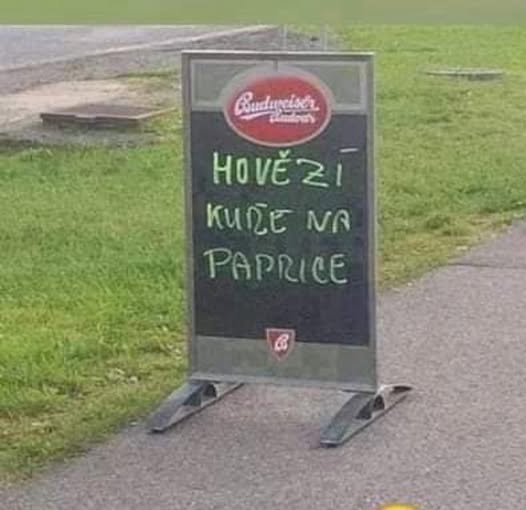 Budweiser
Budvar
HOVĚZÍ
KUŘE NA
PAPRICE
B